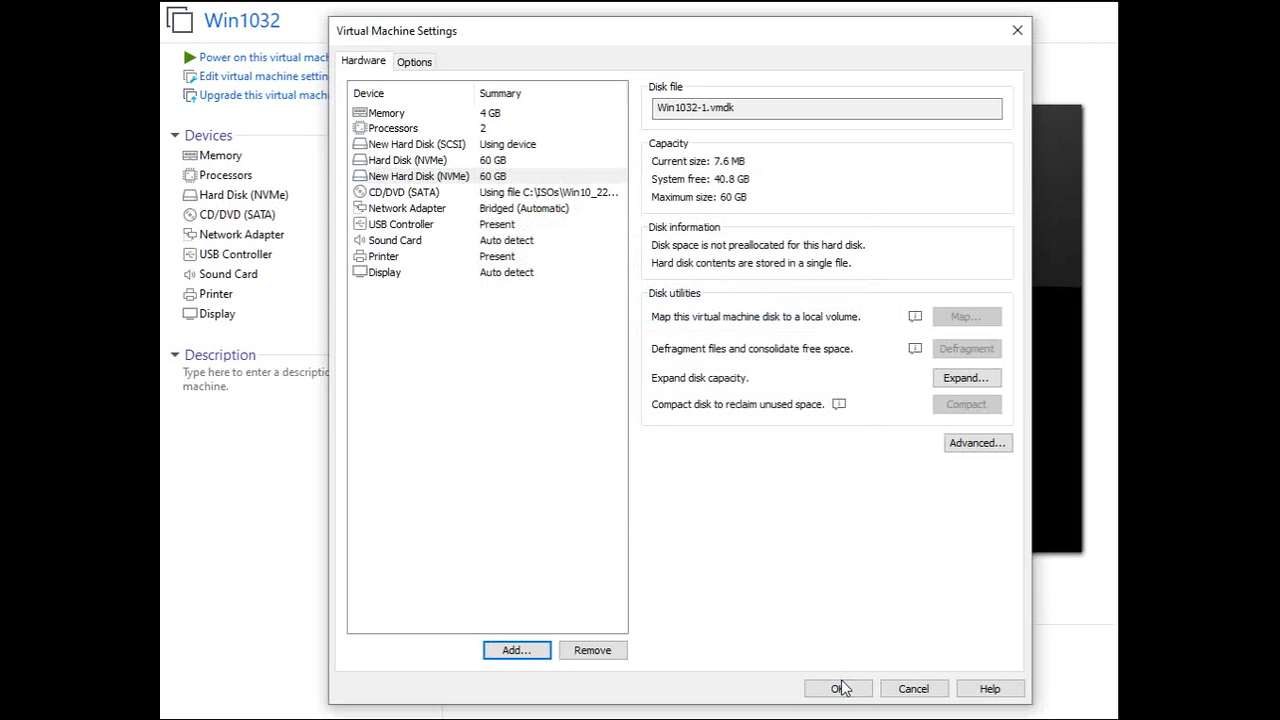 Win1032
Power on this virtual mach
Edit virtual machine settin
Upgrade this virtual machi
Devices
Memory
Processors
Hard Disk (NVMe)
CD/DVD (SATA)
Network Adapter
USB Controller
Sound Card
Printer
Display
Description
Type here to enter a descriptio
machine.
Virtual Machine Settings
Hardware
Options
Device Summary
Memory 4 GB
Processors 2
New Hard Disk (SCSI) Using device
Hard Disk (NVMe) 60 GB
New Hard Disk (NVMe) 60 GB
CD/DVD (SATA) Using file C:\ISOs\Win10_22...
Network Adapter Bridged (Automatic)
USB Controller Present
Sound Card Auto detect
Printer Present
Display Auto detect
Add...
Remove
Disk file
Win1032-1.vmdk
Capacity
Current size: 7.6 MB
System free: 40.8 GB
Maximum size: 60 GB
Disk information
Disk space is not preallocated for this hard disk.
Hard disk contents are stored in a single file.
Disk utilities
Map this virtual machine disk to a local volume. Map...
Defragment files and consolidate free space. Defragment
Expand disk capacity. Expand...
Compact disk to reclaim unused space. Compact
Advanced...
Cancel
Help